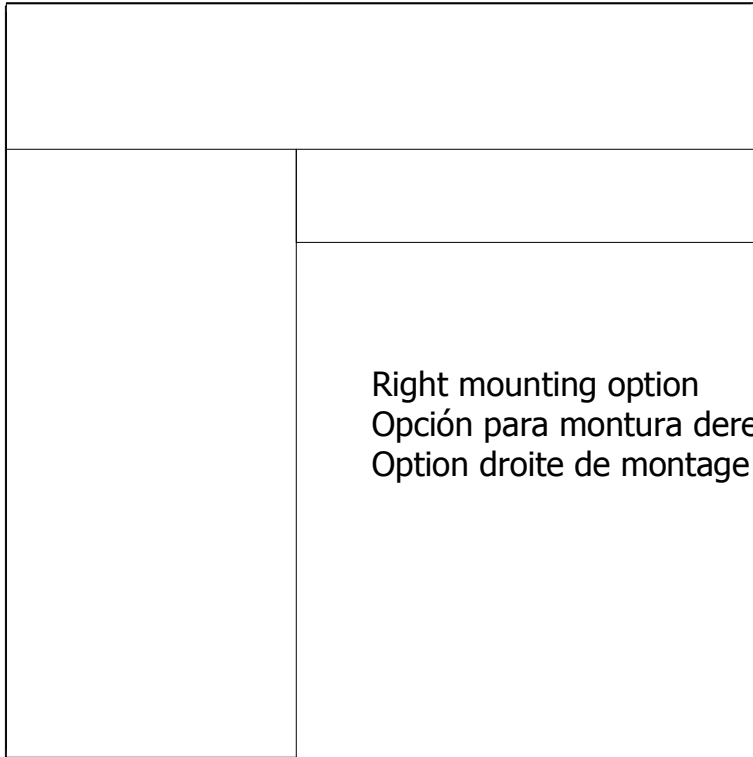 Right mounting option
Opción para montura dere
Option droite de montage